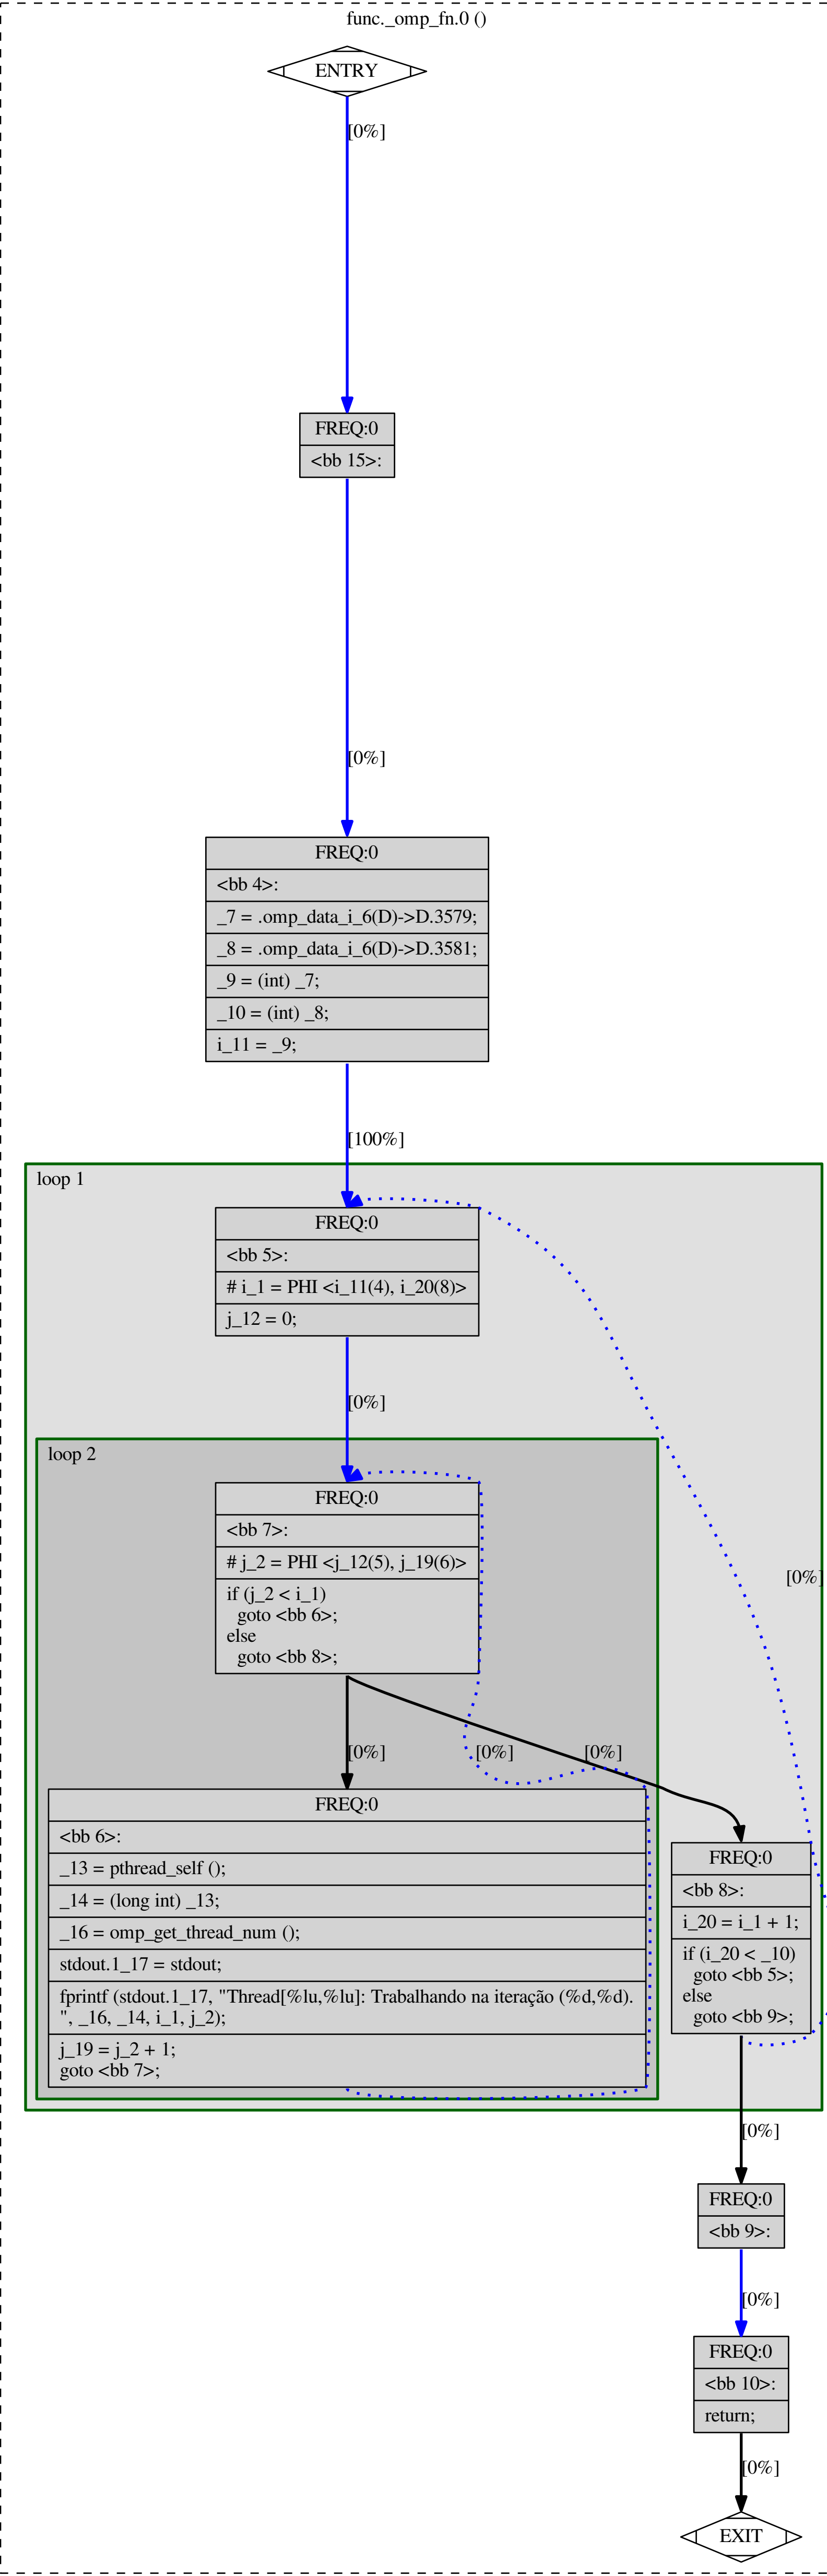 func._omp_fn.0 ()
ENTRY
[0%]
FREQ:0
<bb 15>:
[0%]
FREQ:0
<bb 4>:
_7 = .omp_data_i_6(D)->D.3579;
_8 = .omp_data_i_6(D)->D.3581;
_9 = (int) _7;
_10 = (int) _8;
i_11 = _9;
[100%]
loop 1
FREQ:0
<bb 5>:
# i_1 = PHI <i_11(4), i_20(8)>
j_12 = 0;
[0%]
loop 2
FREQ:0
<bb 7>:
# j_2 = PHI <j_12(5), j_19(6)>
if (j_2 < i_1)
goto <bb 6>;
else
goto <bb 8>;
[0%]
[0%] [0%] [0%]
FREQ:0
<bb 6>:
_13 = pthread_self ();
_14 = (long int) _13;
_16 = omp_get_thread_num ();
stdout.1_17 = stdout;
fprintf (stdout.1_17, "Thread[%lu,%lu]: Trabalhando na iteração (%d,%d).
", _16, _14, i_1, j_2);
j_19 = j_2 + 1;
goto <bb 7>;
FREQ:0
<bb 8>:
i_20 = i_1 + 1;
if (i_20 < _10)
goto <bb 5>;
else
goto <bb 9>;
[0%]
FREQ:0
<bb 9>:
[0%]
FREQ:0
<bb 10>:
return;
[0%]
EXIT